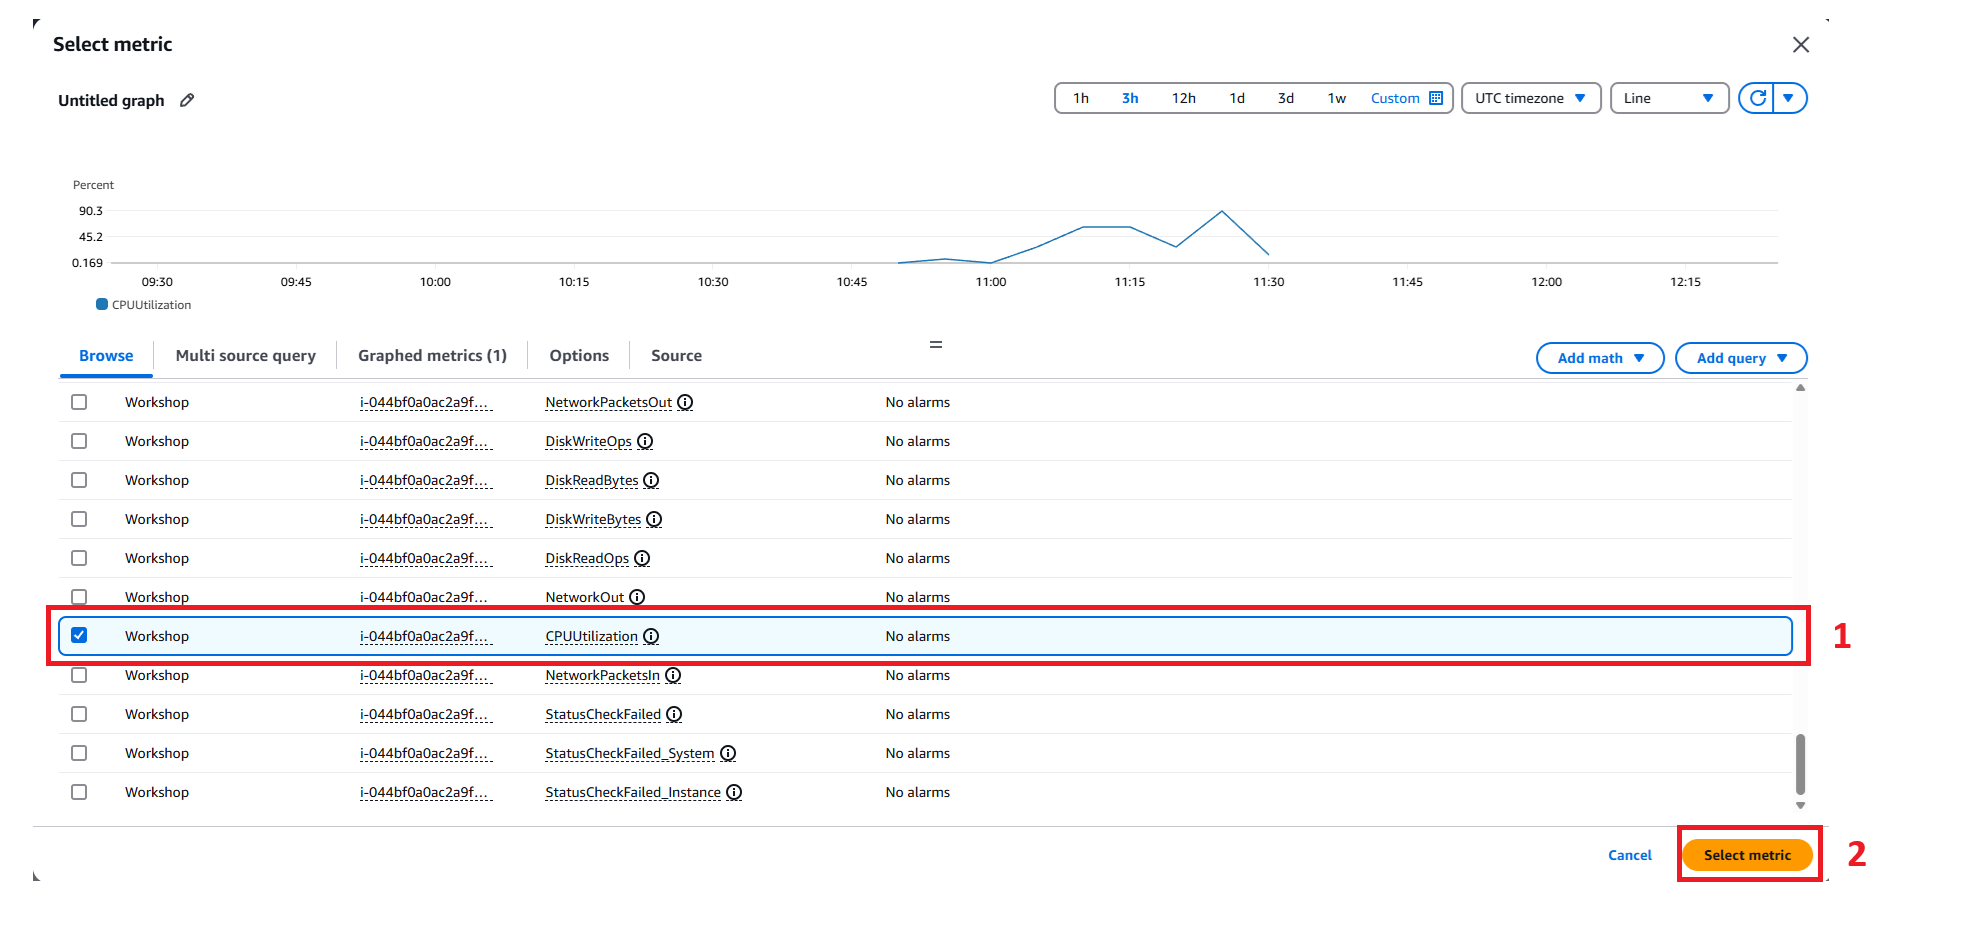 Select metric
Untitled graph
1h 3h 12h 1d 3d 1w Custom UTC timezone Line
Percent
90.3
45.2
0.169
09:30 09:45 10:00 10:15 10:30 10:45 11:00 11:15 11:30 11:45 12:00 12:15
CPUUtilization
Browse Multi source query Graphed metrics (1) Options Source Add math Add query
Workshop i-044bf0a0ac2a9f... NetworkPacketsOut No alarms
Workshop i-044bf0a0ac2a9f... DiskWriteOps No alarms
Workshop i-044bf0a0ac2a9f... DiskReadBytes No alarms
Workshop i-044bf0a0ac2a9f... DiskWriteBytes No alarms
Workshop i-044bf0a0ac2a9f... DiskReadOps No alarms
Workshop i-044bf0a0ac2a9f... NetworkOut No alarms
Workshop i-044bf0a0ac2a9f... CPUUtilization No alarms 1
Workshop i-044bf0a0ac2a9f... NetworkPacketsIn No alarms
Workshop i-044bf0a0ac2a9f... StatusCheckFailed No alarms
Workshop i-044bf0a0ac2a9f... StatusCheckFailed_System No alarms
Workshop i-044bf0a0ac2a9f... StatusCheckFailed_Instance No alarms
Cancel Select metric 2